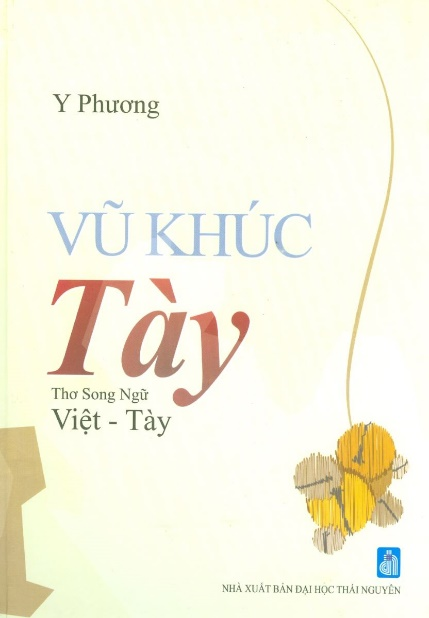 Y Phương
VŨ KHÚC
Tày
Thơ Song Ngữ
Việt - Tày
NHÀ XUẤT BẢN ĐẠI HỌC THÁI NGUYÊN